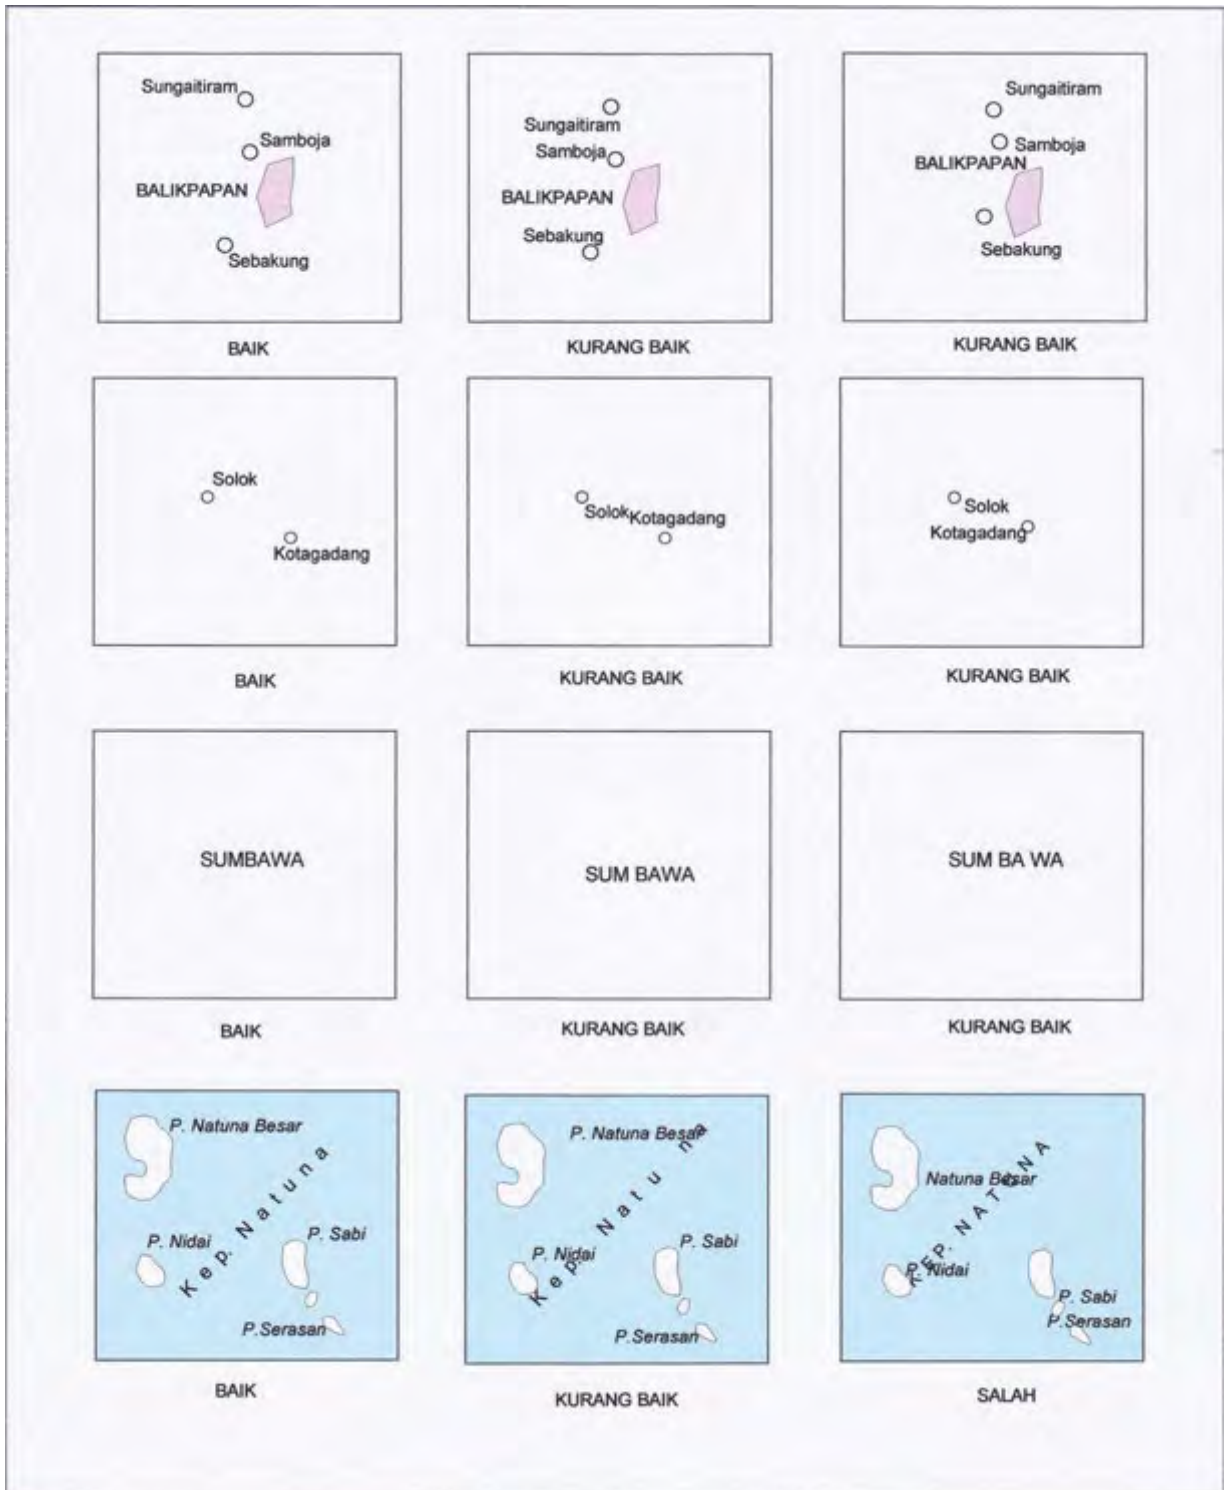 Sungaitiram
Samboja
BALIKPAPAN
Sebakung
BAIK
Sungaitiram
Samboja
BALIKPAPAN
Sebakung
KURANG BAIK
Sungaitiram
Samboja
BALIKPAPAN
Sebakung
KURANG BAIK
Solok
Kotagadang
BAIK
Solok
Kotagadang
KURANG BAIK
Solok
Kotagadang
KURANG BAIK
SUMBAWA
BAIK
SUM BAWA
KURANG BAIK
SUM BA WA
KURANG BAIK
P. Natuna Besar
Kep. Natuna
P. Nidai
P. Sabi
P.Serasan
BAIK
P. Natuna Besar
Kep. Natu na
P. Nidai
P. Sabi
P.Serasan
KURANG BAIK
Natuna Besar
KEP. NATUNA
P. Nidai
P. Sabi
P.Serasan
SALAH